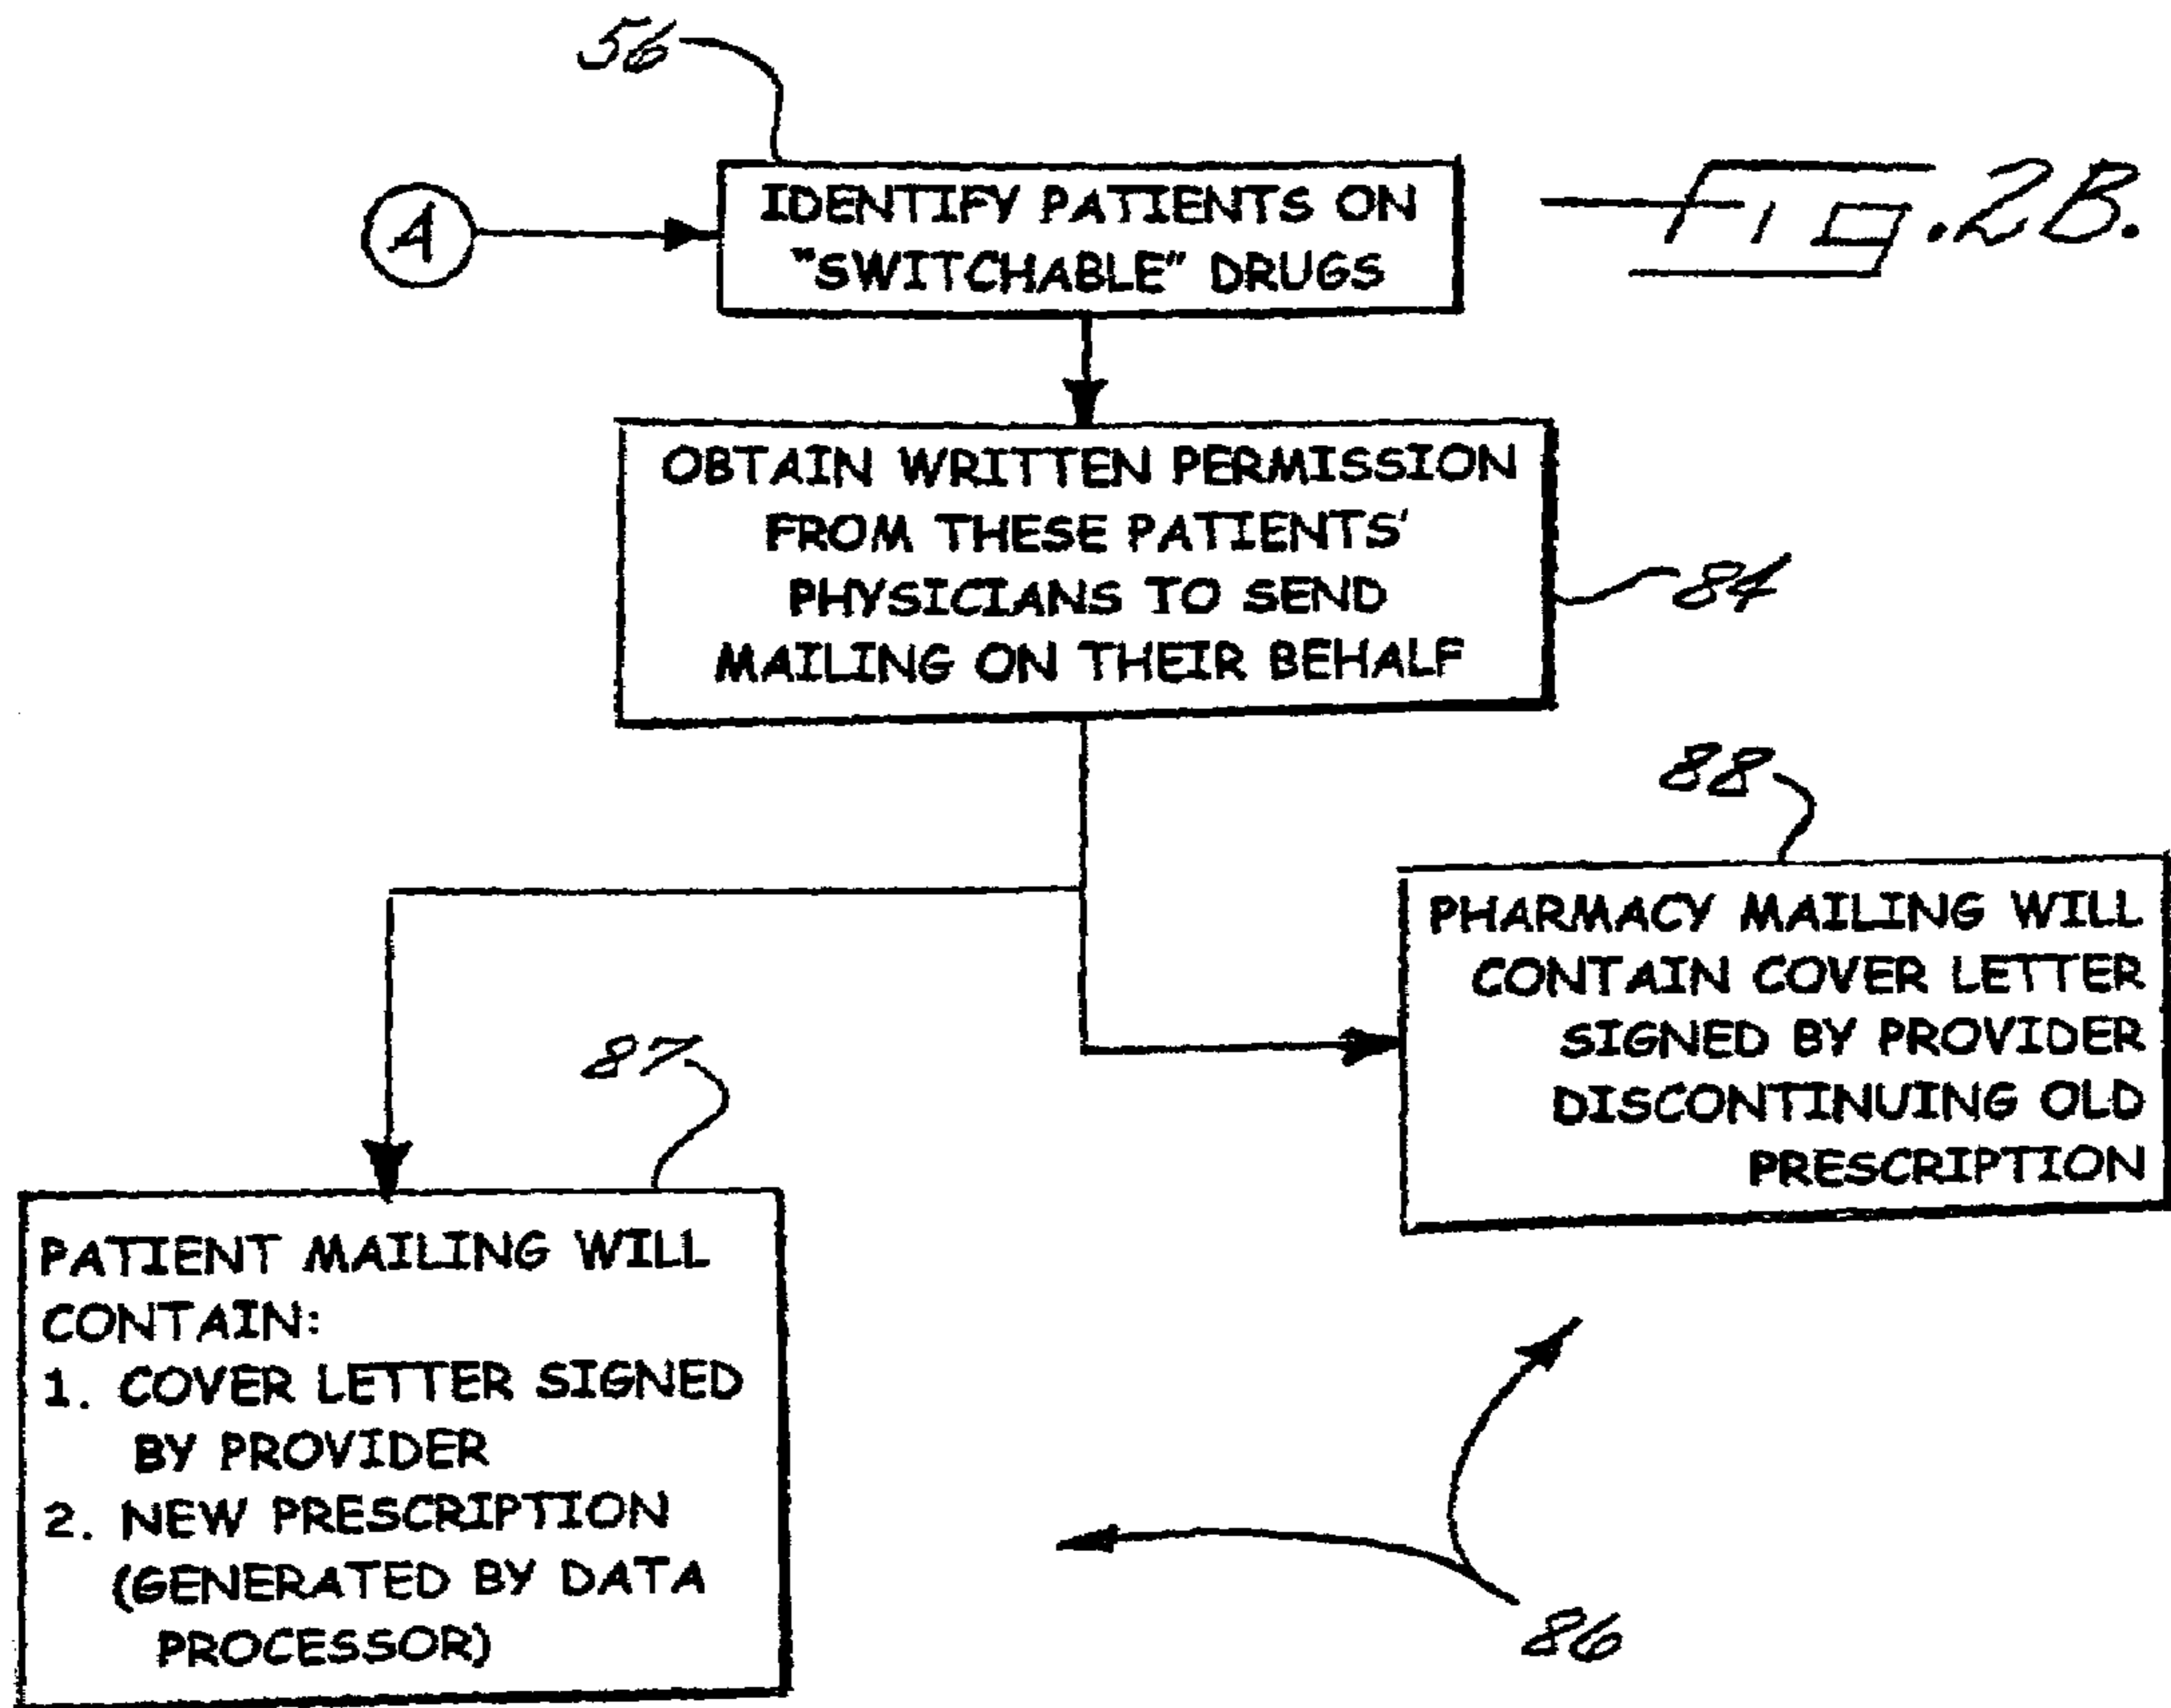 56
A
IDENTIFY PATIENTS ON
"SWITCHABLE" DRUGS
Fig. 2B.
OBTAIN WRITTEN PERMISSION
FROM THESE PATIENTS'
PHYSICIANS TO SEND
MAILING ON THEIR BEHALF
84
88
PHARMACY MAILING WILL
CONTAIN COVER LETTER
SIGNED BY PROVIDER
DISCONTINUING OLD
PRESCRIPTION
87
PATIENT MAILING WILL
CONTAIN:
1. COVER LETTER SIGNED
BY PROVIDER
2. NEW PRESCRIPTION
(GENERATED BY DATA
PROCESSOR)
86